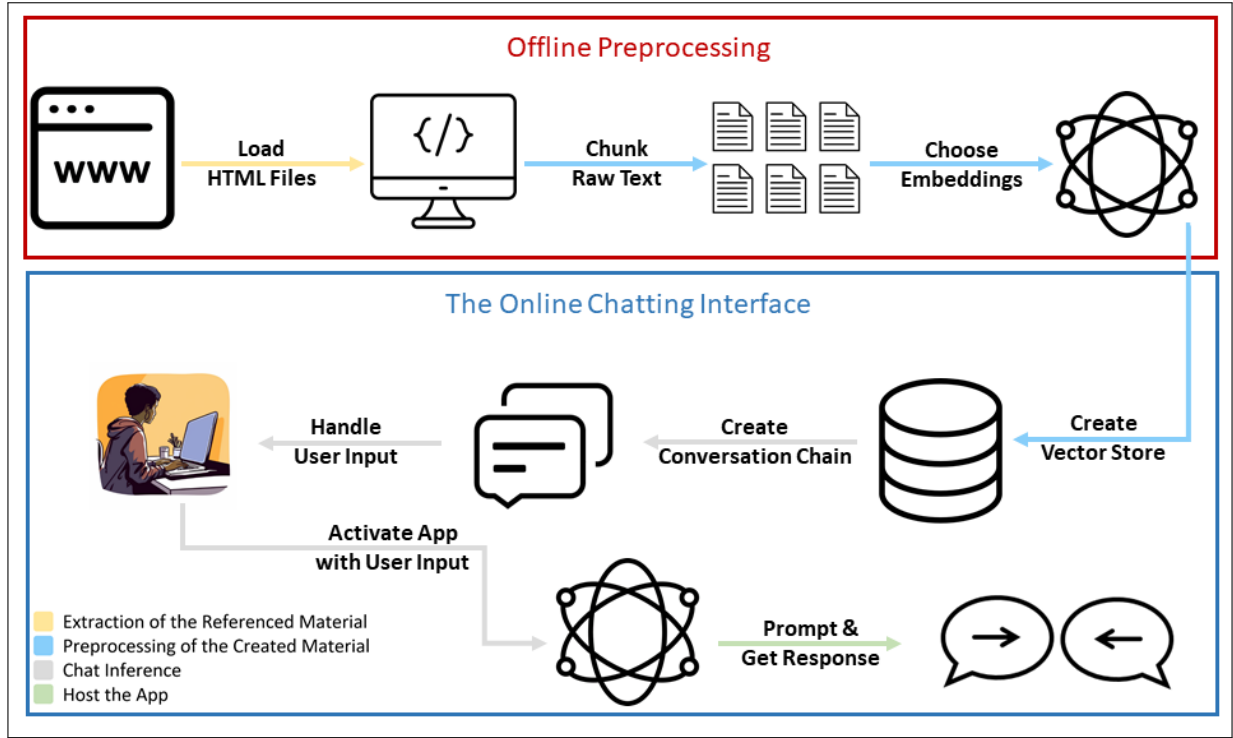 Offline Preprocessing
WWW
Load
HTML Files
{/}
Chunk
Raw Text
Choose
Embeddings
The Online Chatting Interface
Handle
User Input
Create
Conversation Chain
Create
Vector Store
Activate App
with User Input
Prompt &
Get Response
Extraction of the Referenced Material
Preprocessing of the Created Material
Chat Inference
Host the App